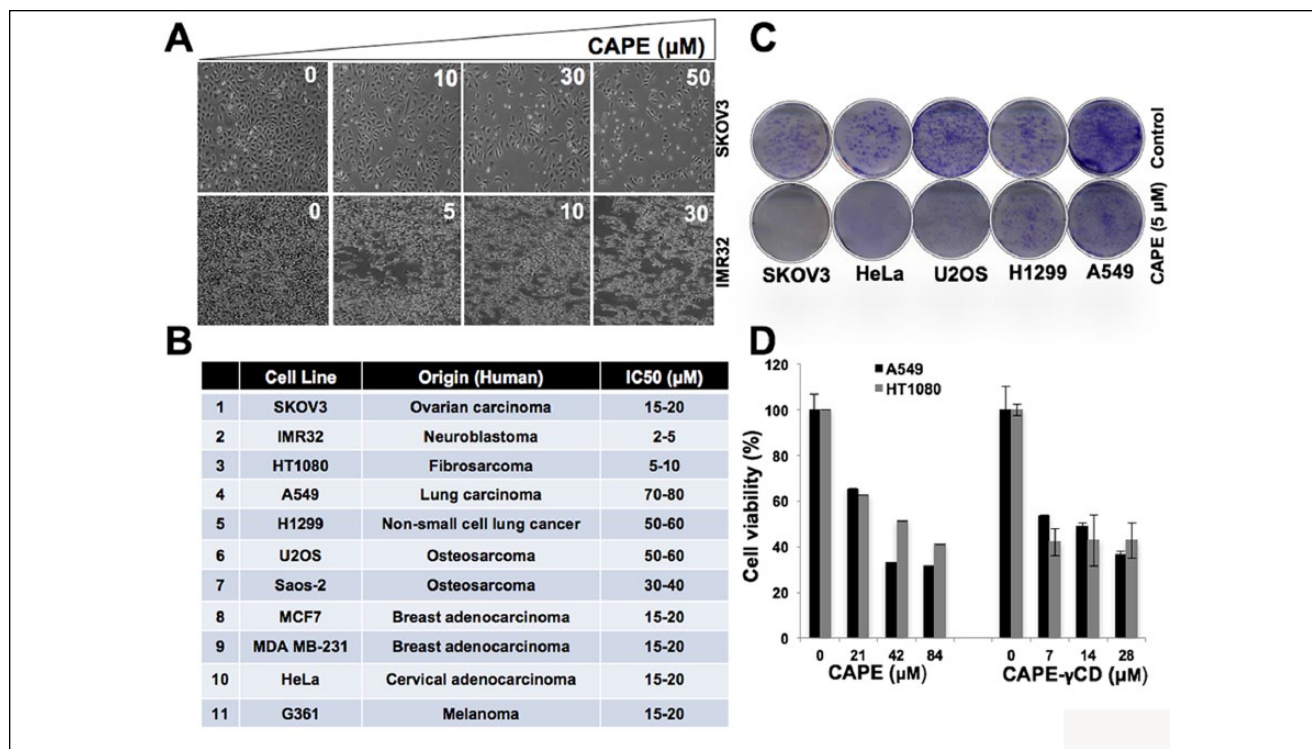 A
CAPE (µM)
0 10 30 50
SKOV3
0 5 10 30
IMR32
B
Cell Line Origin (Human) IC50 (µM)
1 SKOV3 Ovarian carcinoma 15-20
2 IMR32 Neuroblastoma 2-5
3 HT1080 Fibrosarcoma 5-10
4 A549 Lung carcinoma 70-80
5 H1299 Non-small cell lung cancer 50-60
6 U2OS Osteosarcoma 50-60
7 Saos-2 Osteosarcoma 30-40
8 MCF7 Breast adenocarcinoma 15-20
9 MDA MB-231 Breast adenocarcinoma 15-20
10 HeLa Cervical adenocarcinoma 15-20
11 G361 Melanoma 15-20
C
Control
CAPE (5 µM)
SKOV3 HeLa U2OS H1299 A549
D
A549
HT1080
Cell viability (%)
120
100
80
60
40
20
0
0 21 42 84 0 7 14 28
CAPE (µM) CAPE-γCD (µM)